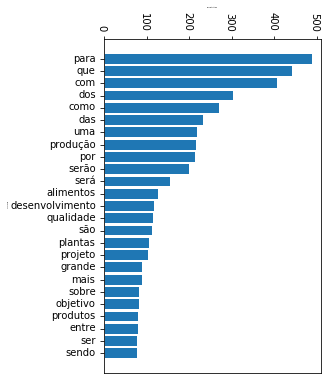 0 100 200 300 400 500
para
que
com
dos
como
das
uma
produção
por
serão
será
alimentos
desenvolvimento
qualidade
são
plantas
projeto
grande
mais
sobre
objetivo
produtos
entre
ser
sendo